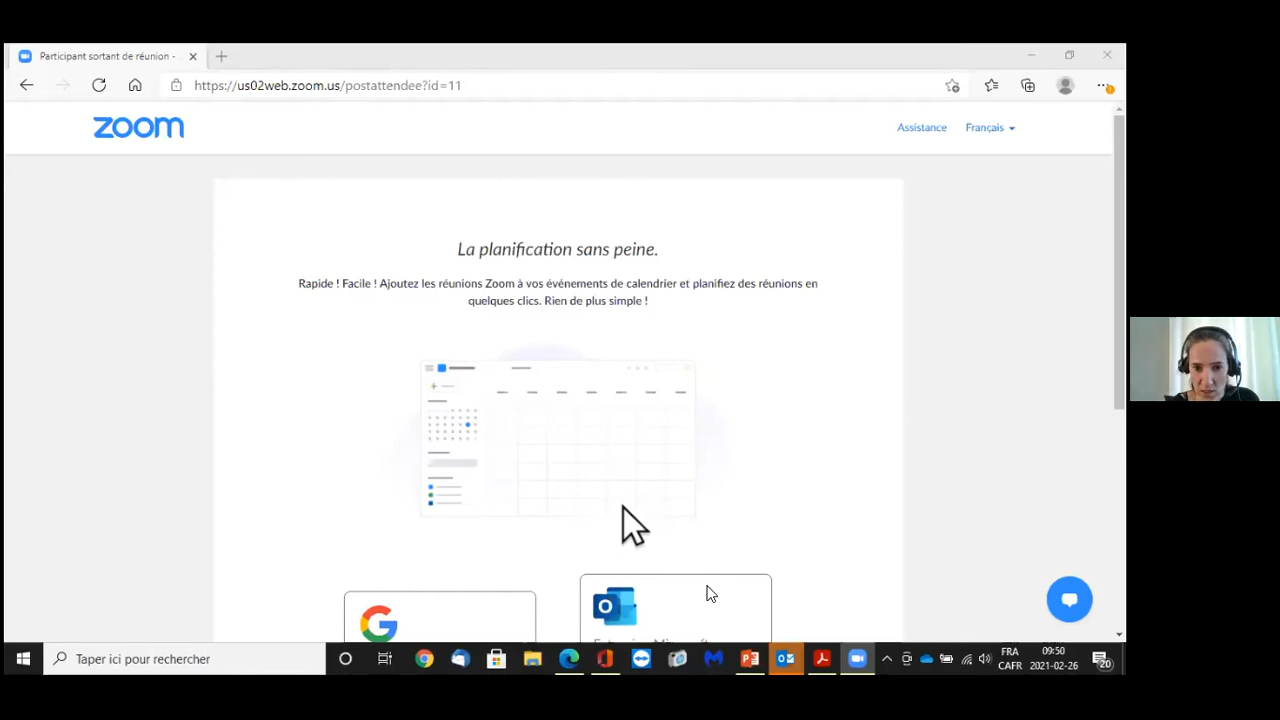 Participant sortant de réunion -
https://us02web.zoom.us/postattendee?id=11
zoom
Assistance
Français
La planification sans peine.
Rapide ! Facile ! Ajoutez les réunions Zoom à vos événements de calendrier et planifiez des réunions en
quelques clics. Rien de plus simple !
Taper ici pour rechercher
FRA
CAFR
09:50
2021-02-26
20